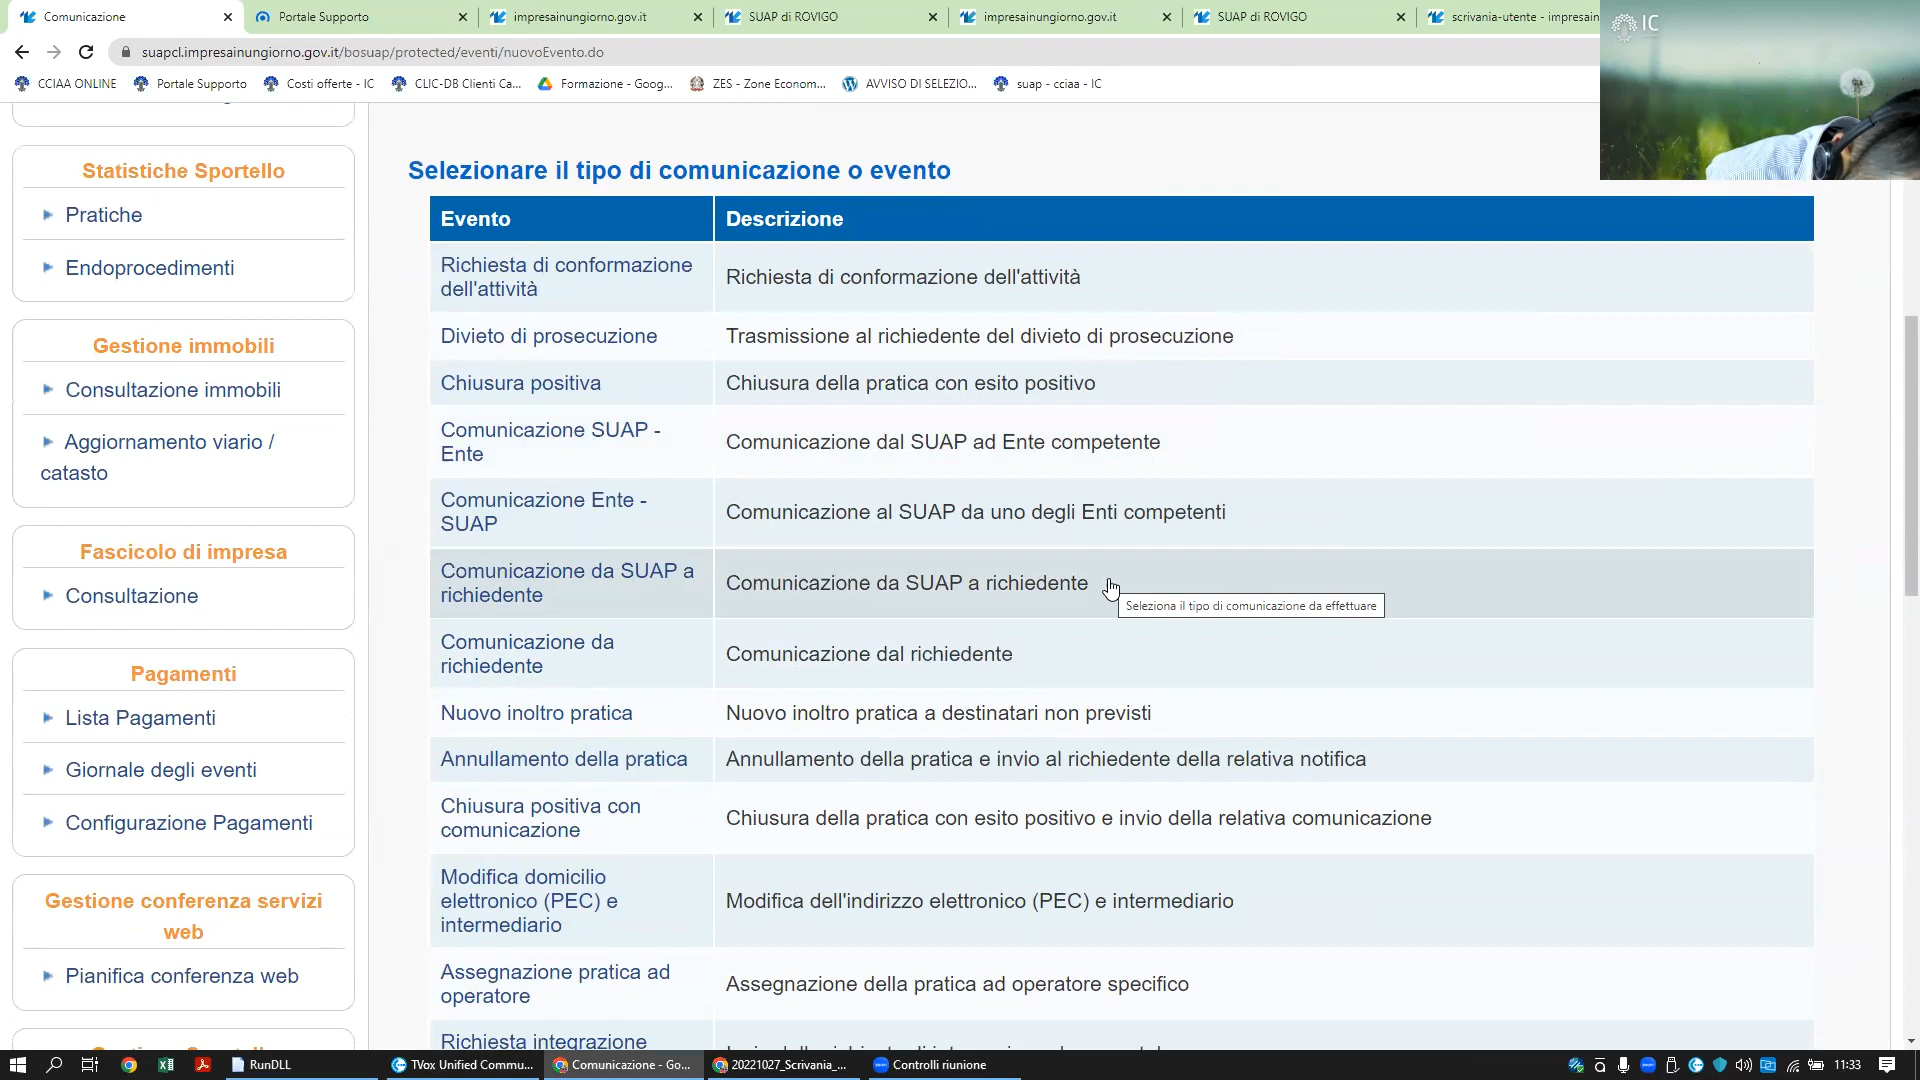 Comunicazione
Portale Supporto
impresainungiorno.gov.it
SUAP di ROVIGO
impresainungiorno.gov.it
SUAP di ROVIGO
scrivania-utente - impresain
IC
suapcl.impresainungiorno.gov.it/bosuap/protected/eventi/nuovoEvento.do
CCIAA ONLINE
Portale Supporto
Costi offerte - IC
CLIC-DB Clienti Ca...
Formazione - Goog...
ZES - Zone Econom...
AVVISO DI SELEZIO...
suap - cciaa - IC
Statistiche Sportello
Pratiche
Endoprocedimenti
Gestione immobili
Consultazione immobili
Aggiornamento viario /
catasto
Fascicolo di impresa
Consultazione
Pagamenti
Lista Pagamenti
Giornale degli eventi
Configurazione Pagamenti
Gestione conferenza servizi
web
Pianifica conferenza web
Selezionare il tipo di comunicazione o evento
Evento
Descrizione
Richiesta di conformazione
dell'attività
Richiesta di conformazione dell'attività
Divieto di prosecuzione
Trasmissione al richiedente del divieto di prosecuzione
Chiusura positiva
Chiusura della pratica con esito positivo
Comunicazione SUAP -
Ente
Comunicazione dal SUAP ad Ente competente
Comunicazione Ente -
SUAP
Comunicazione al SUAP da uno degli Enti competenti
Comunicazione da SUAP a
richiedente
Comunicazione da SUAP a richiedente
Seleziona il tipo di comunicazione da effettuare
Comunicazione da
richiedente
Comunicazione dal richiedente
Nuovo inoltro pratica
Nuovo inoltro pratica a destinatari non previsti
Annullamento della pratica
Annullamento della pratica e invio al richiedente della relativa notifica
Chiusura positiva con
comunicazione
Chiusura della pratica con esito positivo e invio della relativa comunicazione
Modifica domicilio
elettronico (PEC) e
intermediario
Modifica dell'indirizzo elettronico (PEC) e intermediario
Assegnazione pratica ad
operatore
Assegnazione della pratica ad operatore specifico
Richiesta integrazione
RunDLL
TVox Unified Commu...
Comunicazione - Go...
20221027_Scrivania_...
Controlli riunione
11:33